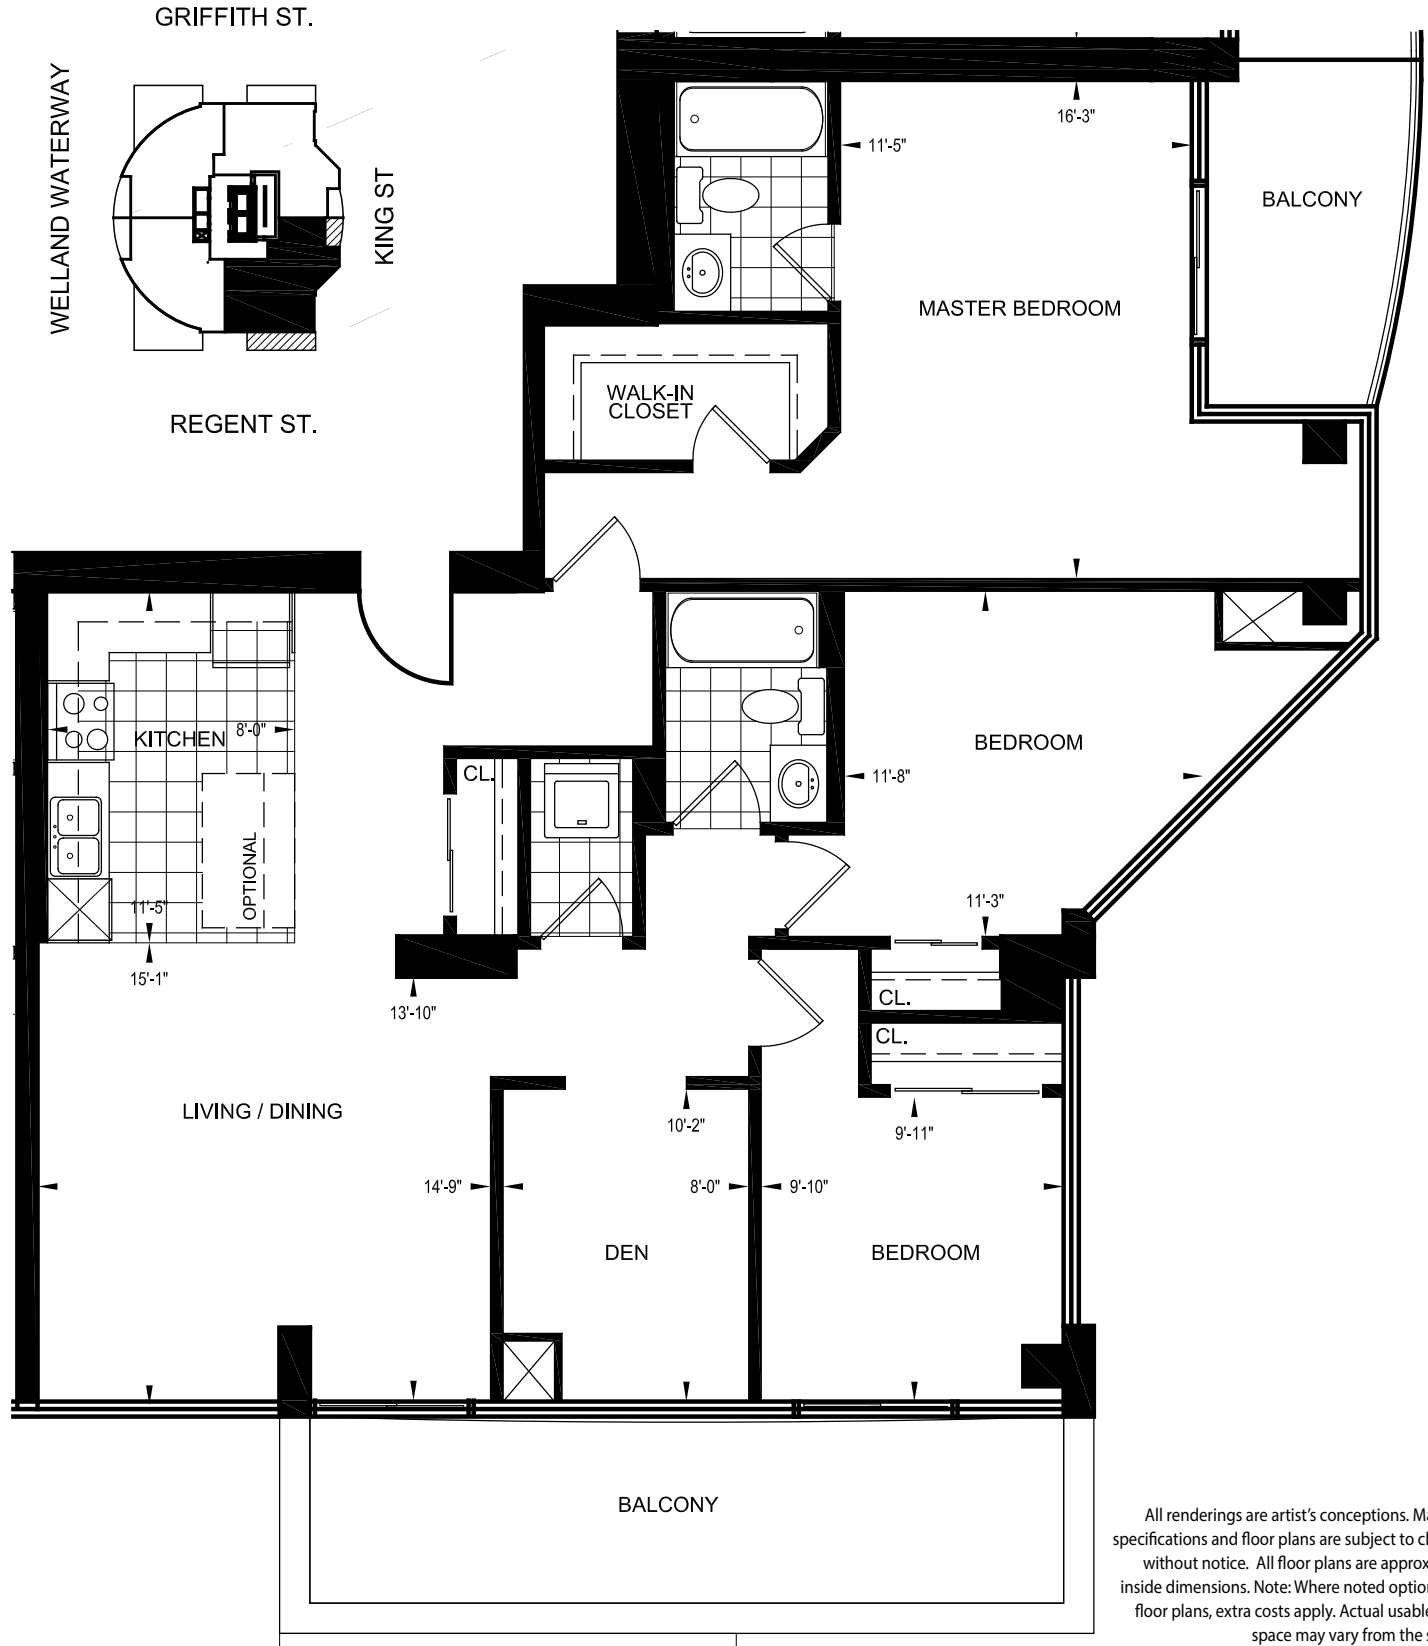 GRIFFITH ST.
WELLAND WATERWAY
KING ST
REGENT ST.
16'-3"
11'-5"
BALCONY
MASTER BEDROOM
WALK-IN
CLOSET
KITCHEN
8'-0"
BEDROOM
CL.
11'-8"
OPTIONAL
11'-5"
11'-3"
15'-1"
CL.
13'-10"
CL.
LIVING / DINING
10'-2"
9'-11"
14'-9"
8'-0"
9'-10"
DEN
BEDROOM
BALCONY
All renderings are artist's conceptions. Ma
specifications and floor plans are subject to c
without notice. All floor plans are approx
inside dimensions. Note: Where noted option
floor plans, extra costs apply. Actual usable
space may vary from the s